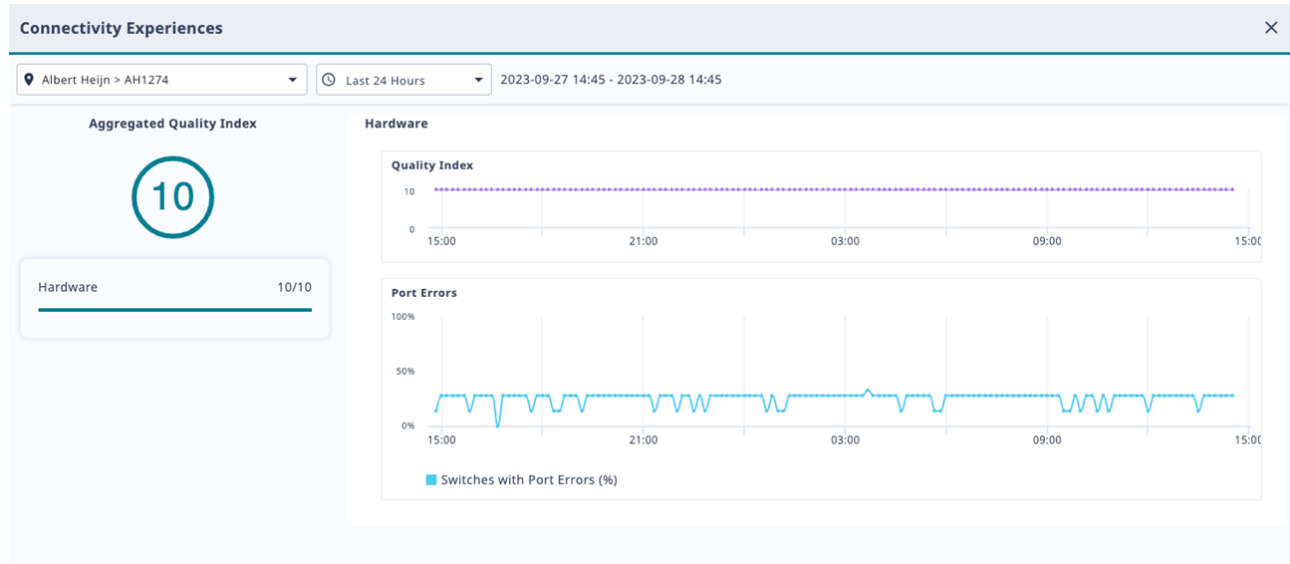 Connectivity Experiences
Albert Heijn > AH1274
Last 24 Hours
2023-09-27 14:45 - 2023-09-28 14:45
Aggregated Quality Index
10
Hardware 10/10
Hardware
Quality Index
10
0
15:00 21:00 03:00 09:00 15:00
Port Errors
100%
50%
0%
15:00 21:00 03:00 09:00 15:00
Switches with Port Errors (%)